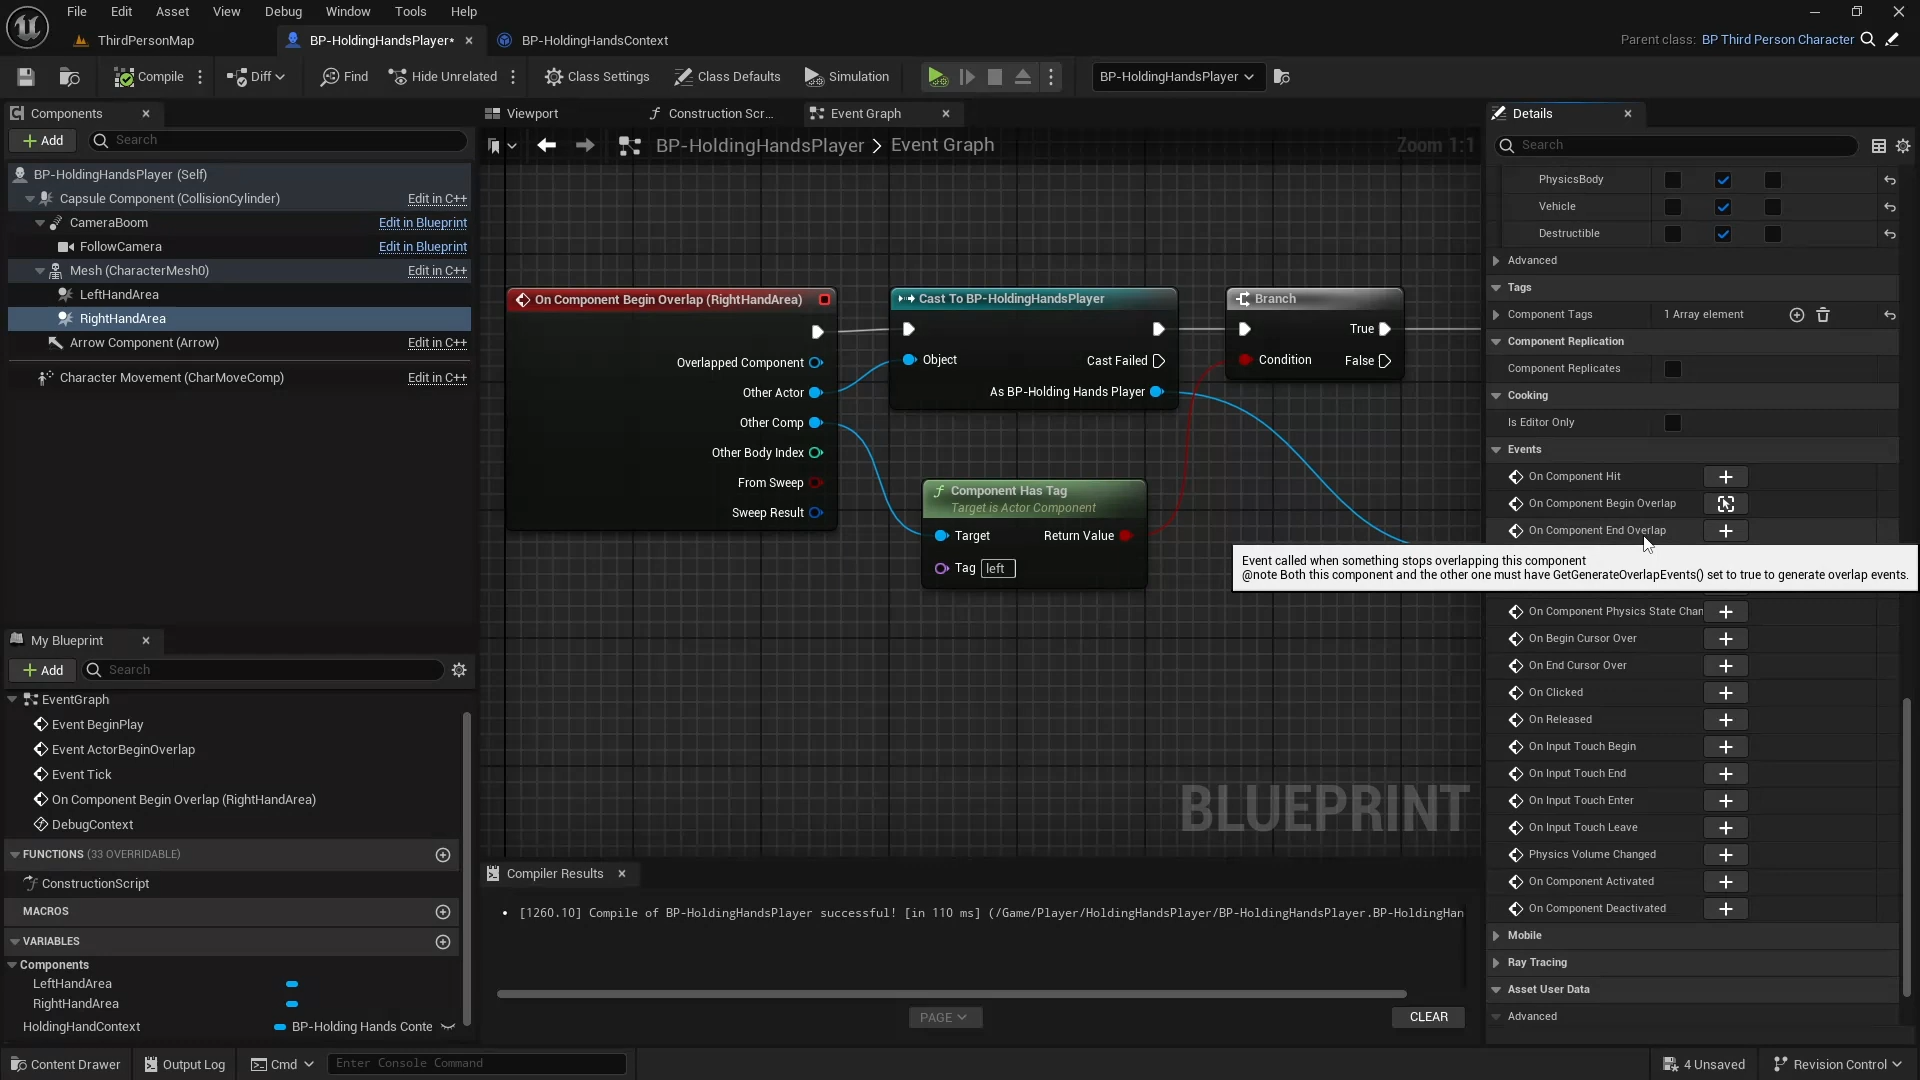 File Edit Asset View Debug Window Tools Help
ThirdPersonMap BP-HoldingHandsPlayer* BP-HoldingHandsContext
Parent class: BP Third Person Character
Compile Diff Find Hide Unrelated Class Settings Class Defaults Simulation BP-HoldingHandsPlayer
Components
Add Search
BP-HoldingHandsPlayer (Self)
Capsule Component (CollisionCylinder) Edit in C++
CameraBoom Edit in Blueprint
FollowCamera Edit in Blueprint
Mesh (CharacterMesh0) Edit in C++
LeftHandArea
RightHandArea
Arrow Component (Arrow) Edit in C++
Character Movement (CharMoveComp) Edit in C++
My Blueprint
Add Search
EventGraph
Event BeginPlay
Event ActorBeginOverlap
Event Tick
On Component Begin Overlap (RightHandArea)
DebugContext
FUNCTIONS (33 OVERRIDABLE)
ConstructionScript
MACROS
VARIABLES
Components
LeftHandArea
RightHandArea
HoldingHandContext BP-Holding Hands Conte
Viewport Construction Scr... Event Graph
BP-HoldingHandsPlayer > Event Graph Zoom 1:1
On Component Begin Overlap (RightHandArea)
Overlapped Component
Other Actor
Other Comp
Other Body Index
From Sweep
Sweep Result
Cast To BP-HoldingHandsPlayer
Object Cast Failed
As BP-Holding Hands Player
Branch
True
Condition False
Component Has Tag
Target is Actor Component
Target Return Value
Tag left
BLUEPRINT
Compiler Results
• [1260.10] Compile of BP-HoldingHandsPlayer successful! [in 110 ms] (/Game/Player/HoldingHandsPlayer/BP-HoldingHandsPlayer.BP-HoldingHan
PAGE CLEAR
Details
Search
PhysicsBody
Vehicle
Destructible
Advanced
Tags
Component Tags 1 Array element
Component Replication
Component Replicates
Cooking
Is Editor Only
Events
On Component Hit
On Component Begin Overlap
On Component End Overlap
Event called when something stops overlapping this component
@note Both this component and the other one must have GetGenerateOverlapEvents() set to true to generate overlap events.
On Component Physics State Chan
On Begin Cursor Over
On End Cursor Over
On Clicked
On Released
On Input Touch Begin
On Input Touch End
On Input Touch Enter
On Input Touch Leave
Physics Volume Changed
On Component Activated
On Component Deactivated
Mobile
Ray Tracing
Asset User Data
Advanced
Content Drawer Output Log Cmd Enter Console Command 4 Unsaved Revision Control